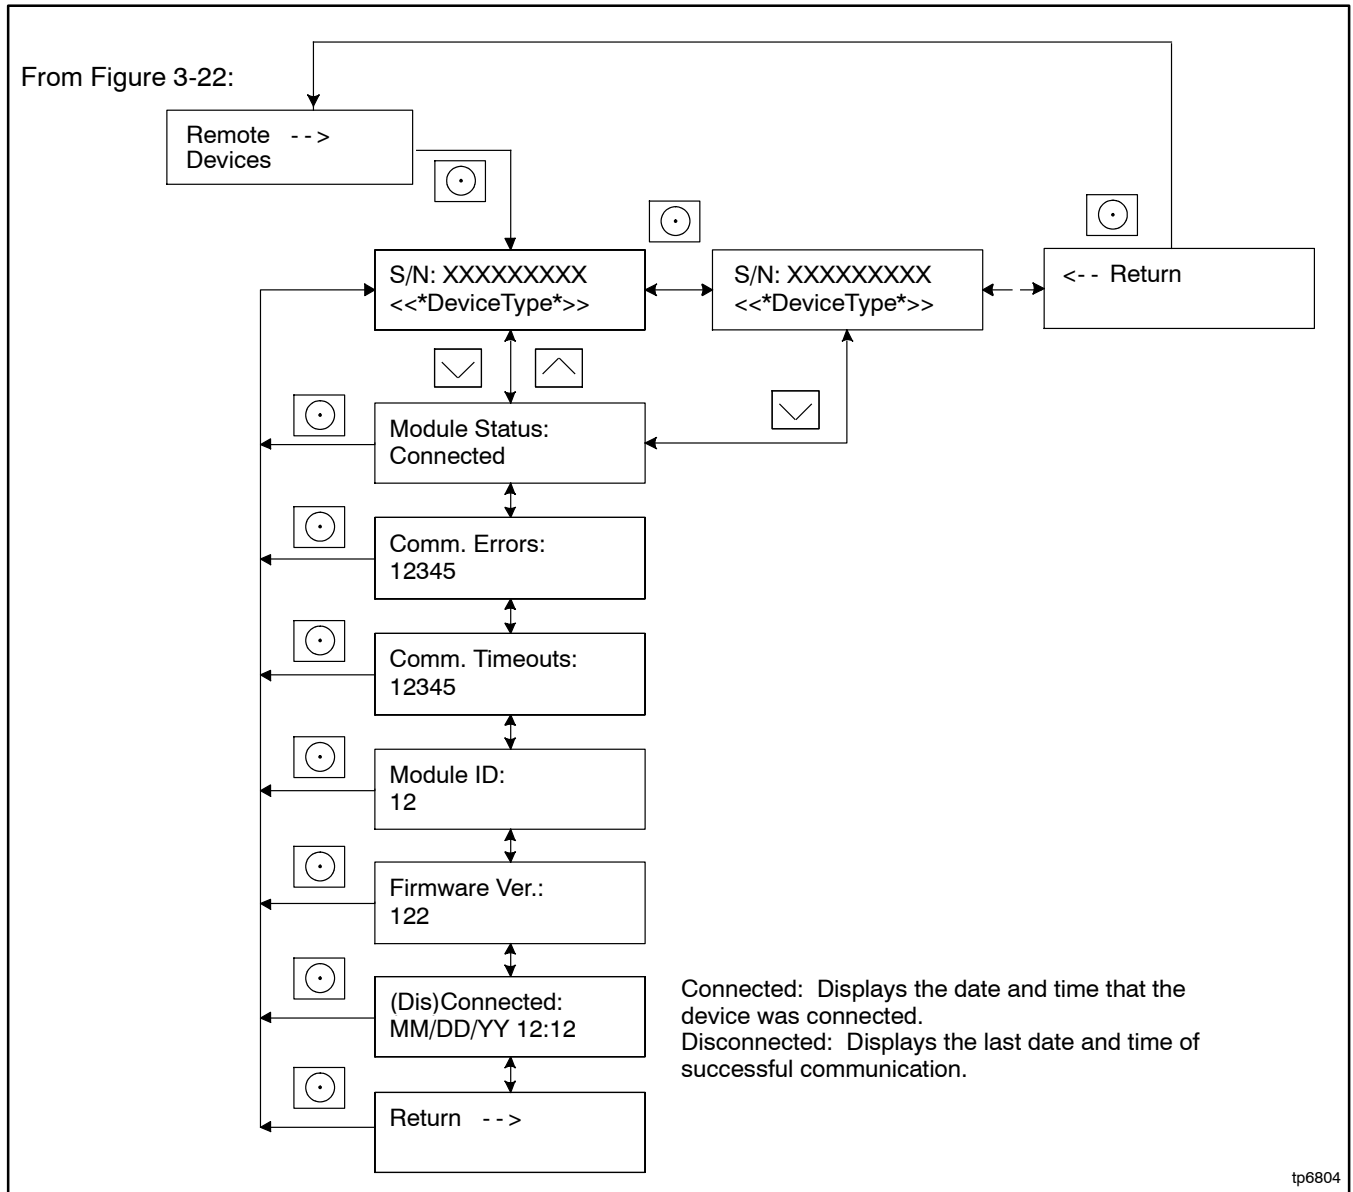 From Figure 3-22:
Remote - ->
Devices
S/N: XXXXXXXXX
<<*DeviceType*>>
S/N: XXXXXXXXX
<<*DeviceType*>>
<- - Return
Module Status:
Connected
Comm. Errors:
12345
Comm. Timeouts:
12345
Module ID:
12
Firmware Ver.:
122
(Dis)Connected:
MM/DD/YY 12:12
Connected: Displays the date and time that the
device was connected.
Disconnected: Displays the last date and time of
successful communication.
Return - ->
tp6804